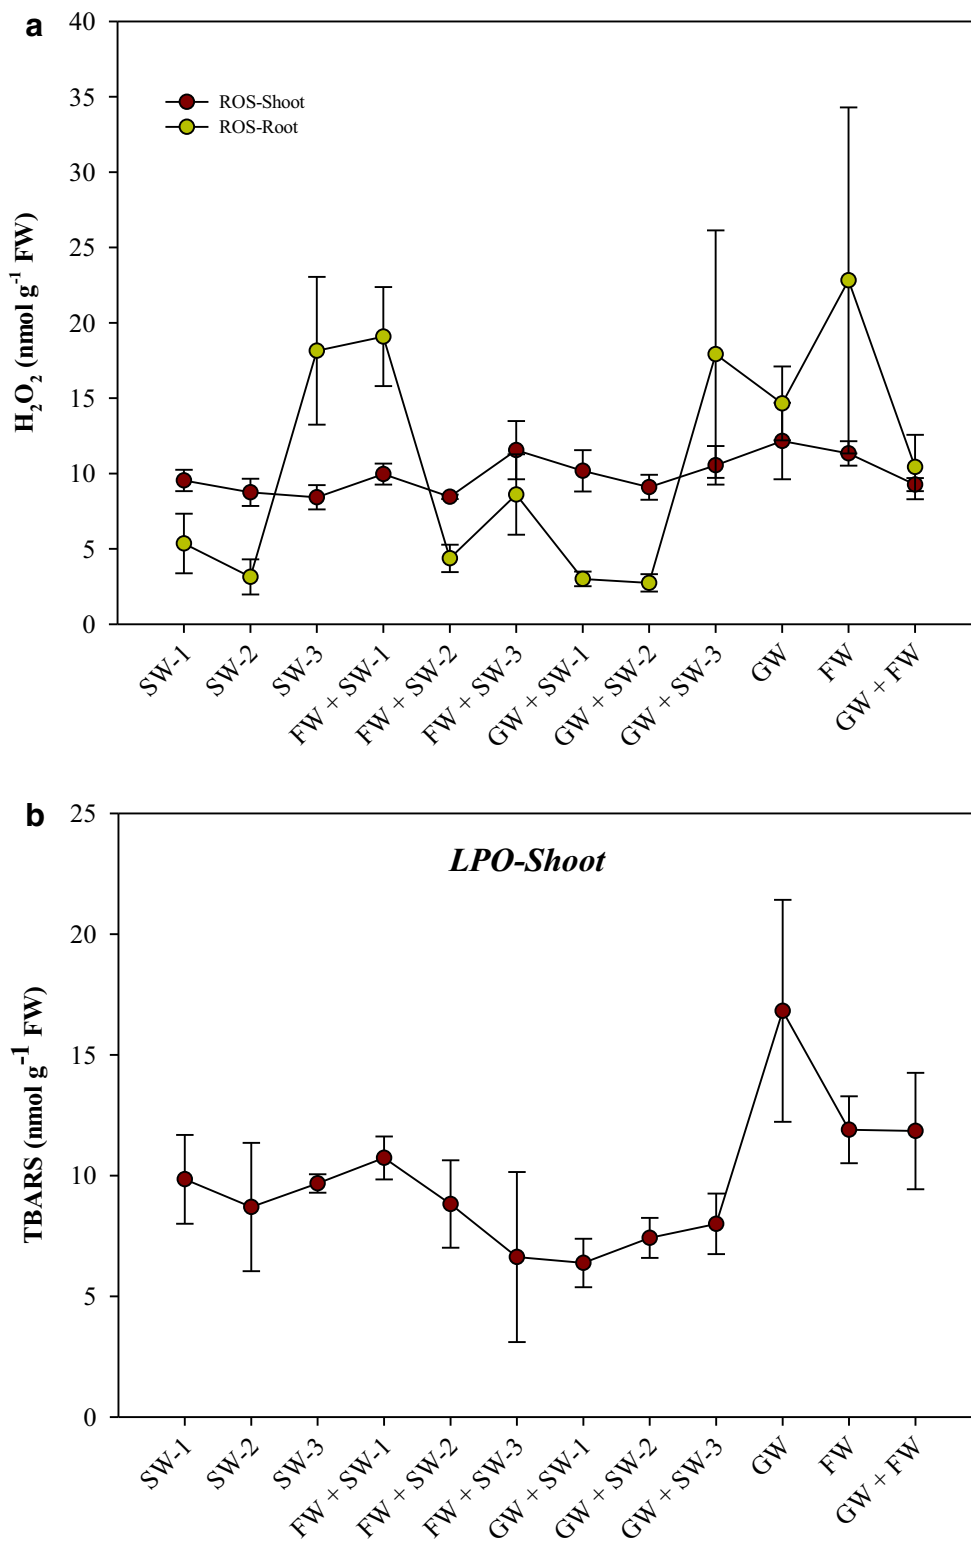 a
40
35
30
25
20
15
10
5
0
H₂O₂ (nmol g⁻¹ FW)
ROS-Shoot
ROS-Root
SW-1
SW-2
SW-3
FW + SW-1
FW + SW-2
FW + SW-3
GW + SW-1
GW + SW-2
GW + SW-3
GW
FW
GW + FW
b
25
20
15
10
5
0
TBARS (nmol g⁻¹ FW)
LPO-Shoot
SW-1
SW-2
SW-3
FW + SW-1
FW + SW-2
FW + SW-3
GW + SW-1
GW + SW-2
GW + SW-3
GW
FW
GW + FW